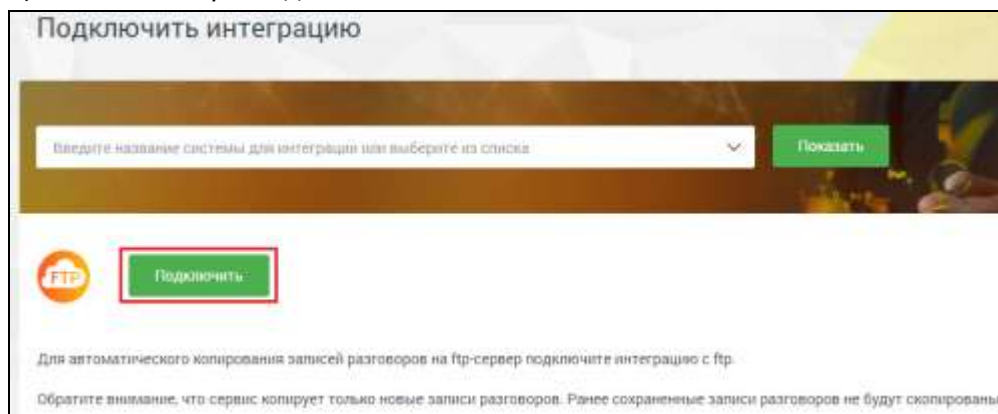 Подключить интеграцию
Введите название системы для интеграции или выберите из списка
Показать
FTP
Подключить
Для автоматического копирования записей разговоров на ftp-сервер подключите интеграцию с ftp.
Обратите внимание, что сервис копирует только новые записи разговоров. Ранее сохраненные записи разговоров не будут скопированы